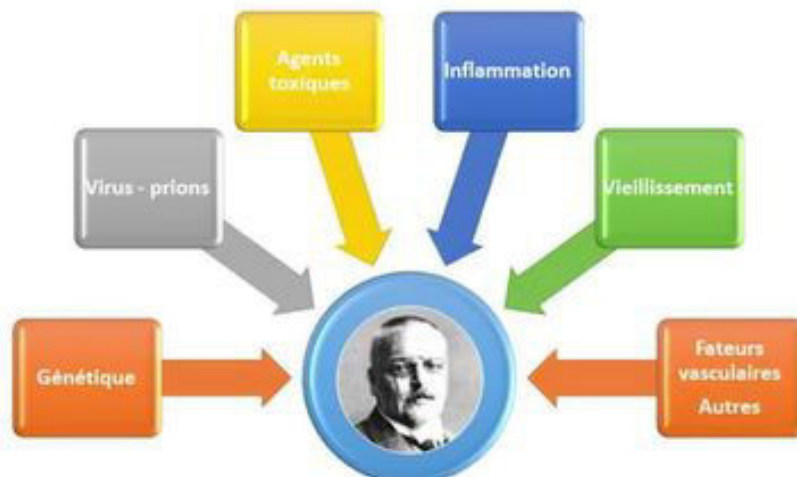 Agents
toxiques
Inflammation
Virus - prions
Vieillissement
Génétique
Fateurs
vasculaires
Autres